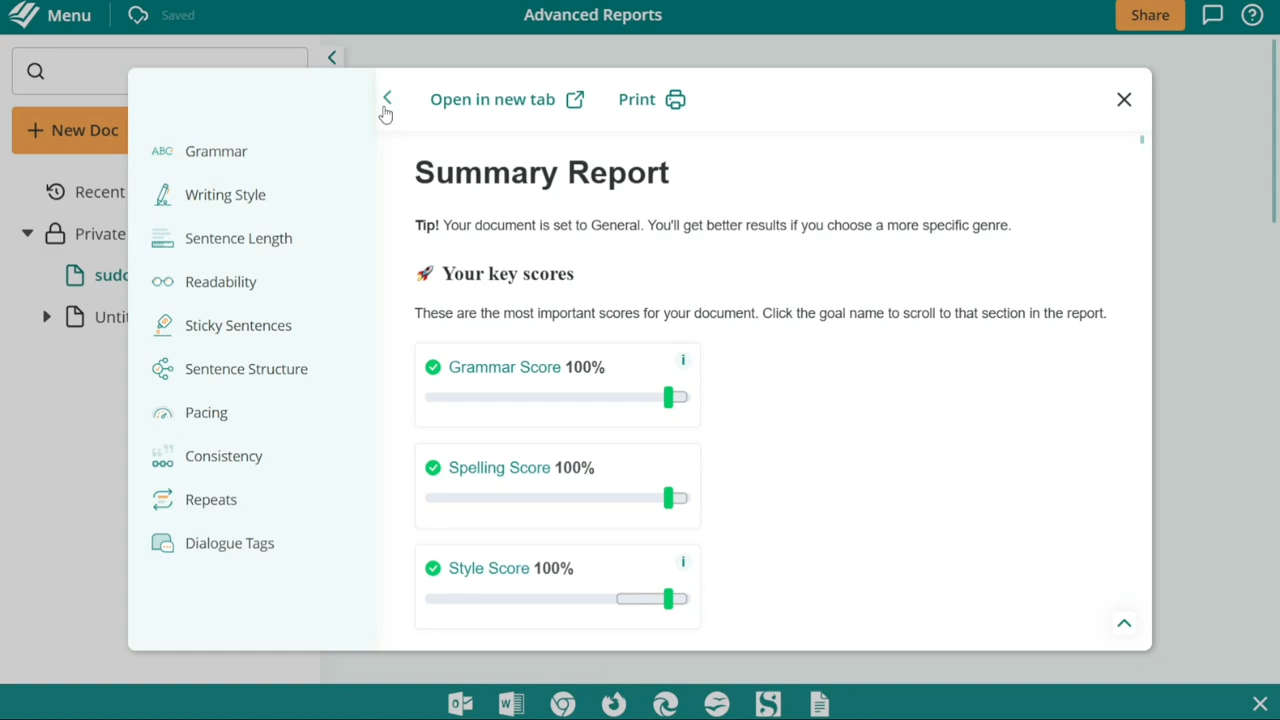 Menu
Saved
Advanced Reports
Share
New Doc
Recent
Private
Open in new tab
Print
Grammar
Writing Style
Sentence Length
Readability
Sticky Sentences
Sentence Structure
Pacing
Consistency
Repeats
Dialogue Tags
Summary Report
Tip! Your document is set to General. You'll get better results if you choose a more specific genre.
Your key scores
These are the most important scores for your document. Click the goal name to scroll to that section in the report.
Grammar Score 100%
Spelling Score 100%
Style Score 100%